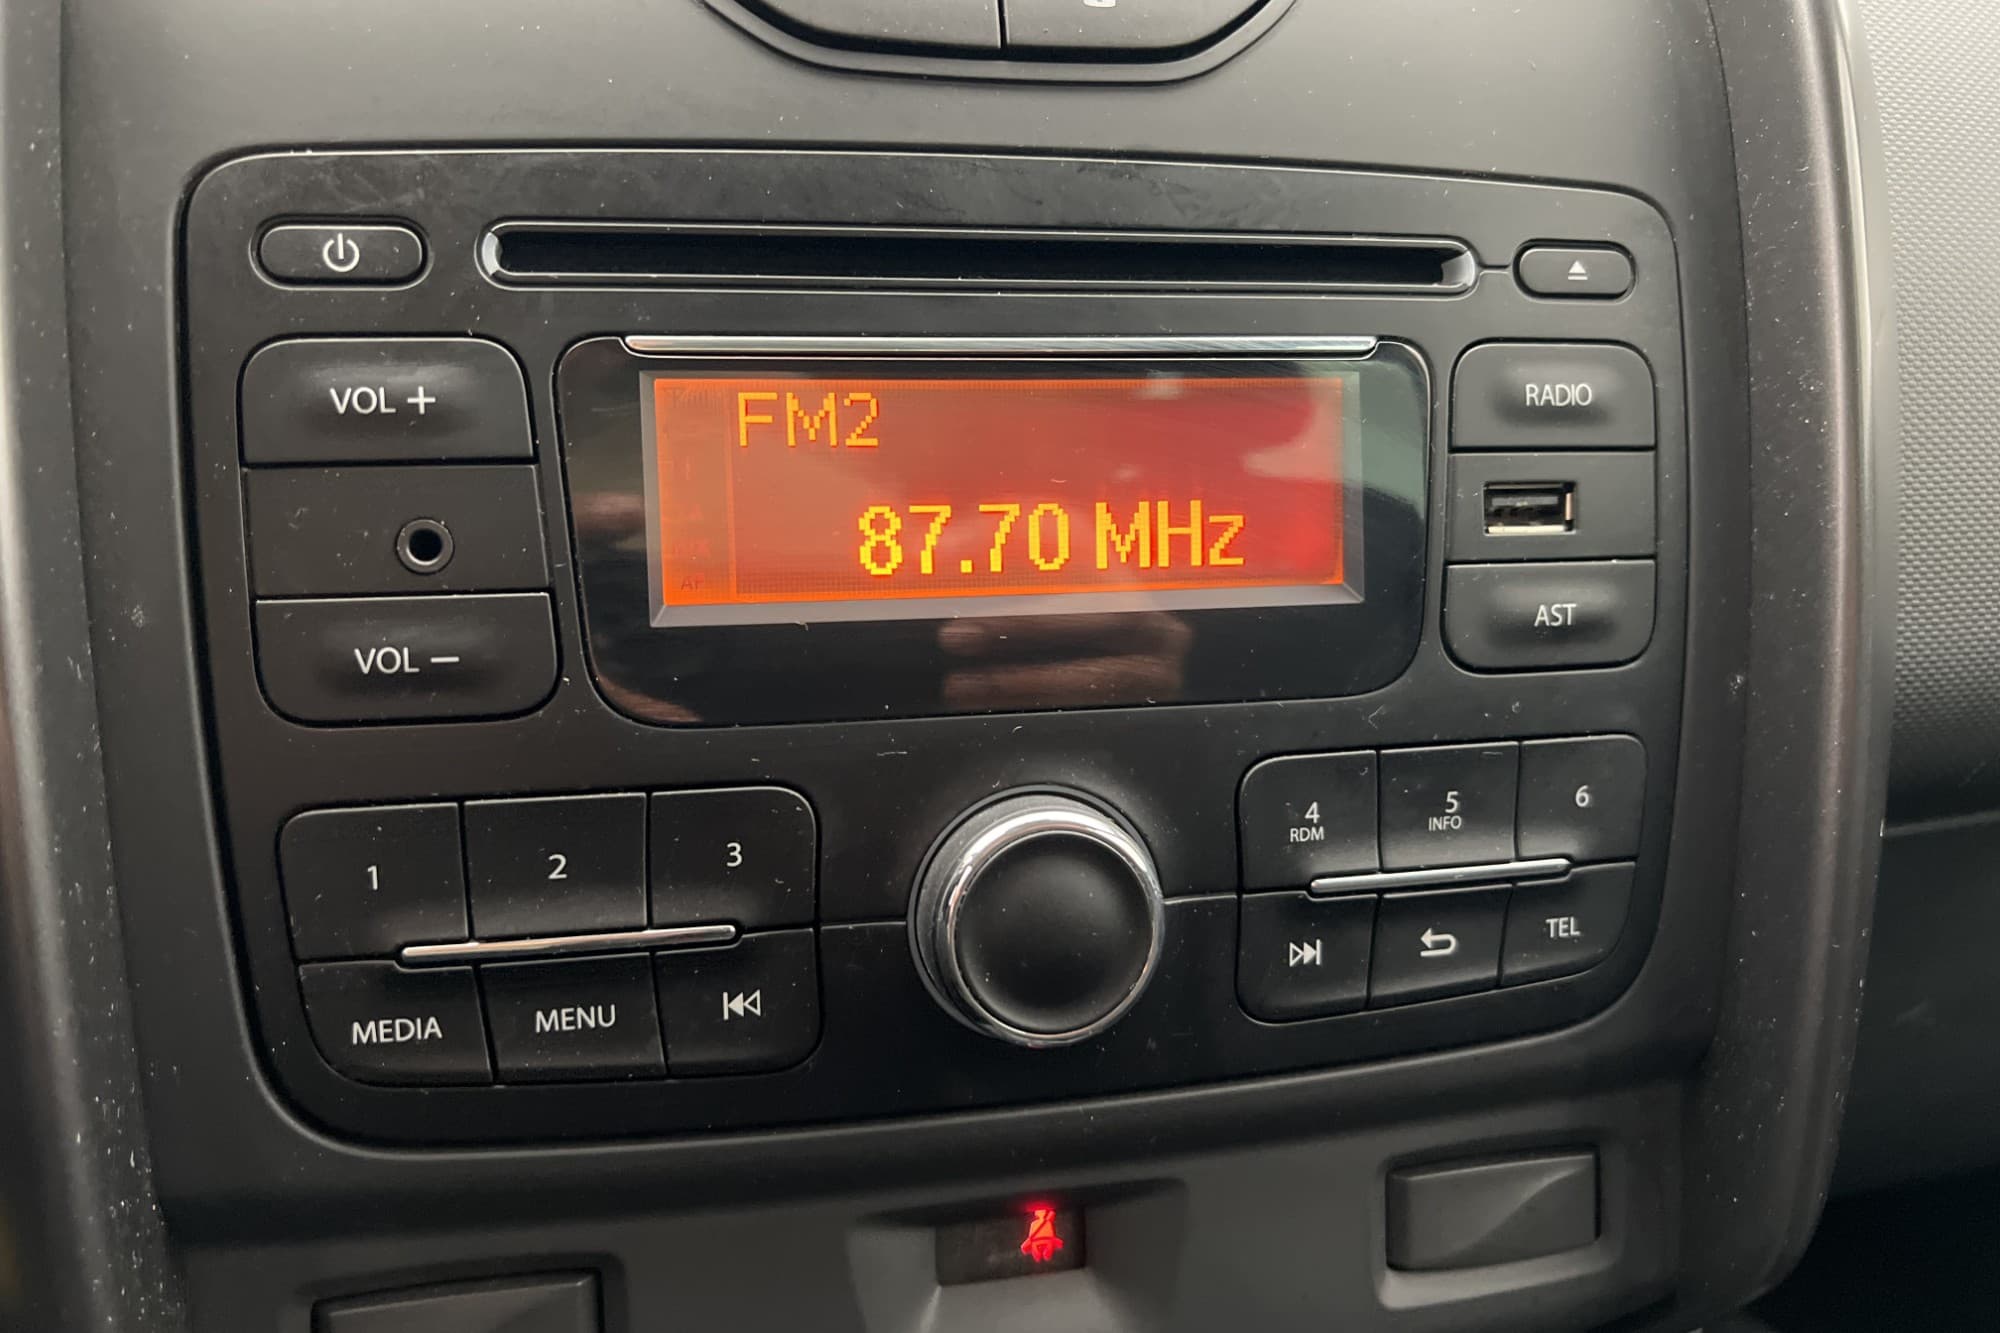 VOL +
FM2
RADIO
87.70 MHz
VOL −
AF
AST
1
2
3
4
RDM
5
INFO
6
MEDIA
MENU
TEL